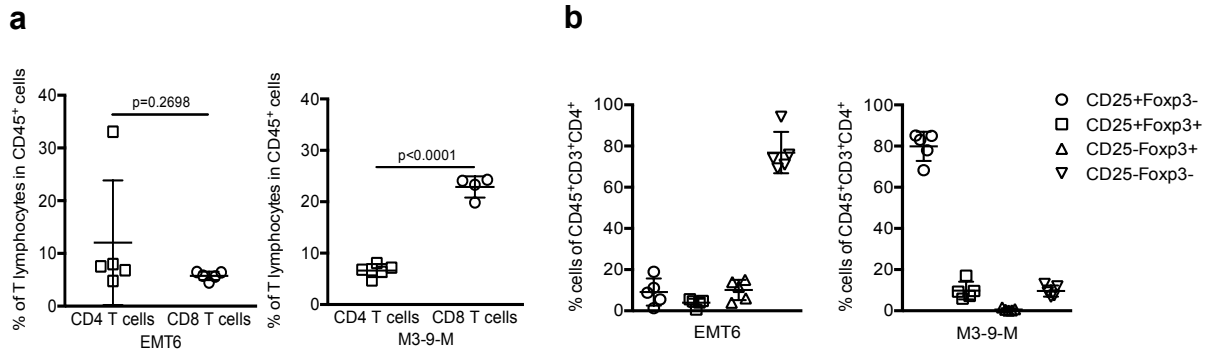 a
% of T lymphocytes in CD45⁺ cells
40
30
20
10
0
p=0.2698
CD4 T cells CD8 T cells
EMT6
% of T lymphocytes in CD45⁺ cells
40
30
20
10
0
p<0.0001
CD4 T cells CD8 T cells
M3-9-M
b
% cells of CD45⁺CD3⁺CD4⁺
100
80
60
40
20
0
EMT6
% cells of CD45⁺CD3⁺CD4⁺
100
80
60
40
20
0
M3-9-M
CD25+Foxp3-
CD25+Foxp3+
CD25-Foxp3+
CD25-Foxp3-